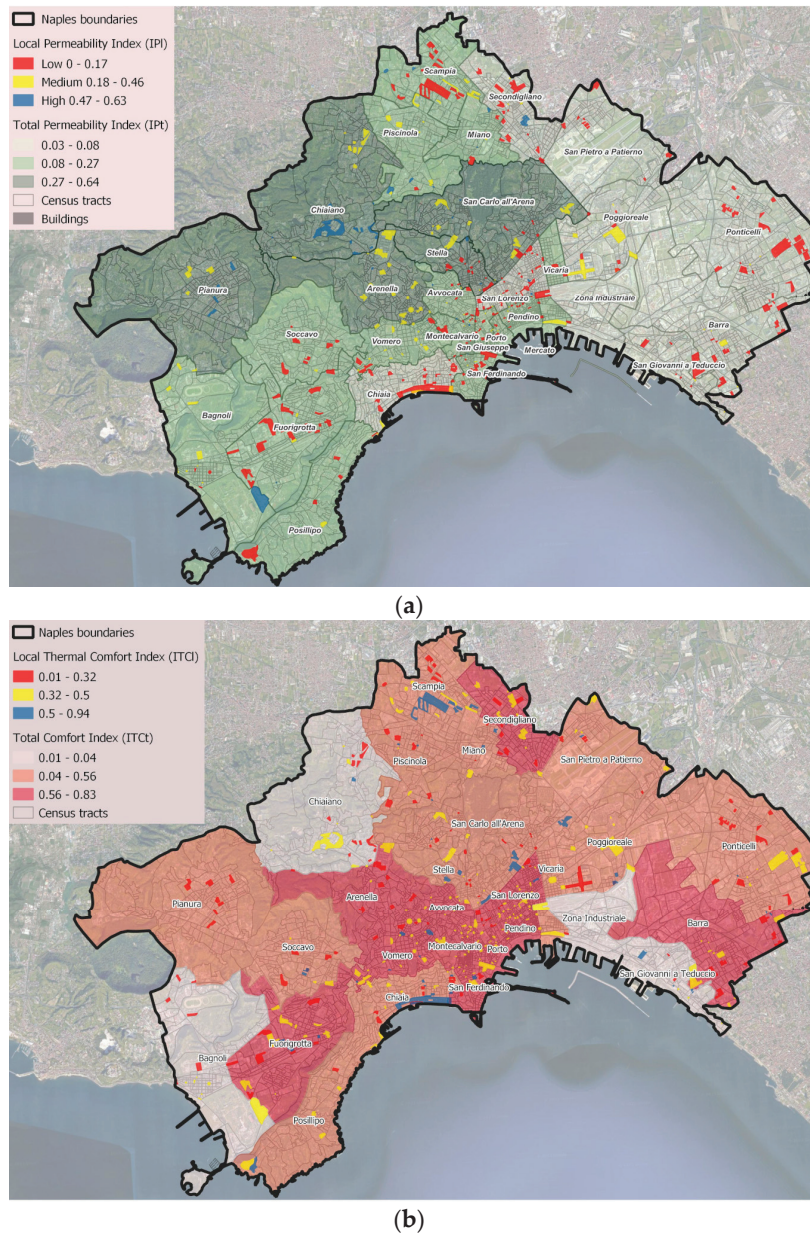 Naples boundaries
Local Permeability Index (IPl)
Low 0 - 0.17
Medium 0.18 - 0.46
High 0.47 - 0.63
Total Permeability Index (IPt)
0.03 - 0.08
0.08 - 0.27
0.27 - 0.64
Census tracts
Buildings
Scampia
Secondigliano
Piscinola
Miano
San Pietro a Patierno
Chiaiano
San Carlo all'Arena
Poggioreale
Ponticelli
Stella
Pianura
Arenella
Avvocata
Vicaria
San Lorenzo
Zona Industriale
Soccavo
Pendino
Vomero
Montecalvario
Porto
Barra
San Giuseppe
Mercato
San Giovanni a Teduccio
San Ferdinando
Chiaia
Bagnoli
Fuorigrotta
Posillipo
(a)
Naples boundaries
Local Thermal Comfort Index (ITCl)
0.01 - 0.32
0.32 - 0.5
0.5 - 0.94
Total Comfort Index (ITCt)
0.01 - 0.04
0.04 - 0.56
0.56 - 0.83
Census tracts
Scampia
Secondigliano
Miano
San Pietro a Patierno
Piscinola
Chiaiano
San Carlo all'Arena
Poggioreale
Ponticelli
Stella
Vicaria
Arenella
San Lorenzo
Pianura
Avvocata
Zona Industriale
Barra
Pendino
Soccavo
Montecalvario
Porto
Vomero
San Giovanni a Teduccio
San Ferdinando
Chiaia
Fuorigrotta
Bagnoli
Posillipo
(b)